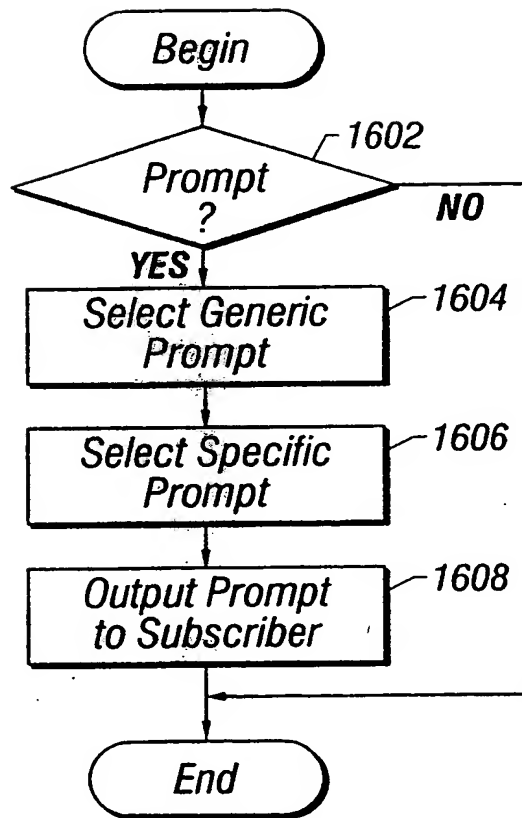 Begin
1602
Prompt
?
NO
YES
1604
Select Generic
Prompt
1606
Select Specific
Prompt
1608
Output Prompt
to Subscriber
End